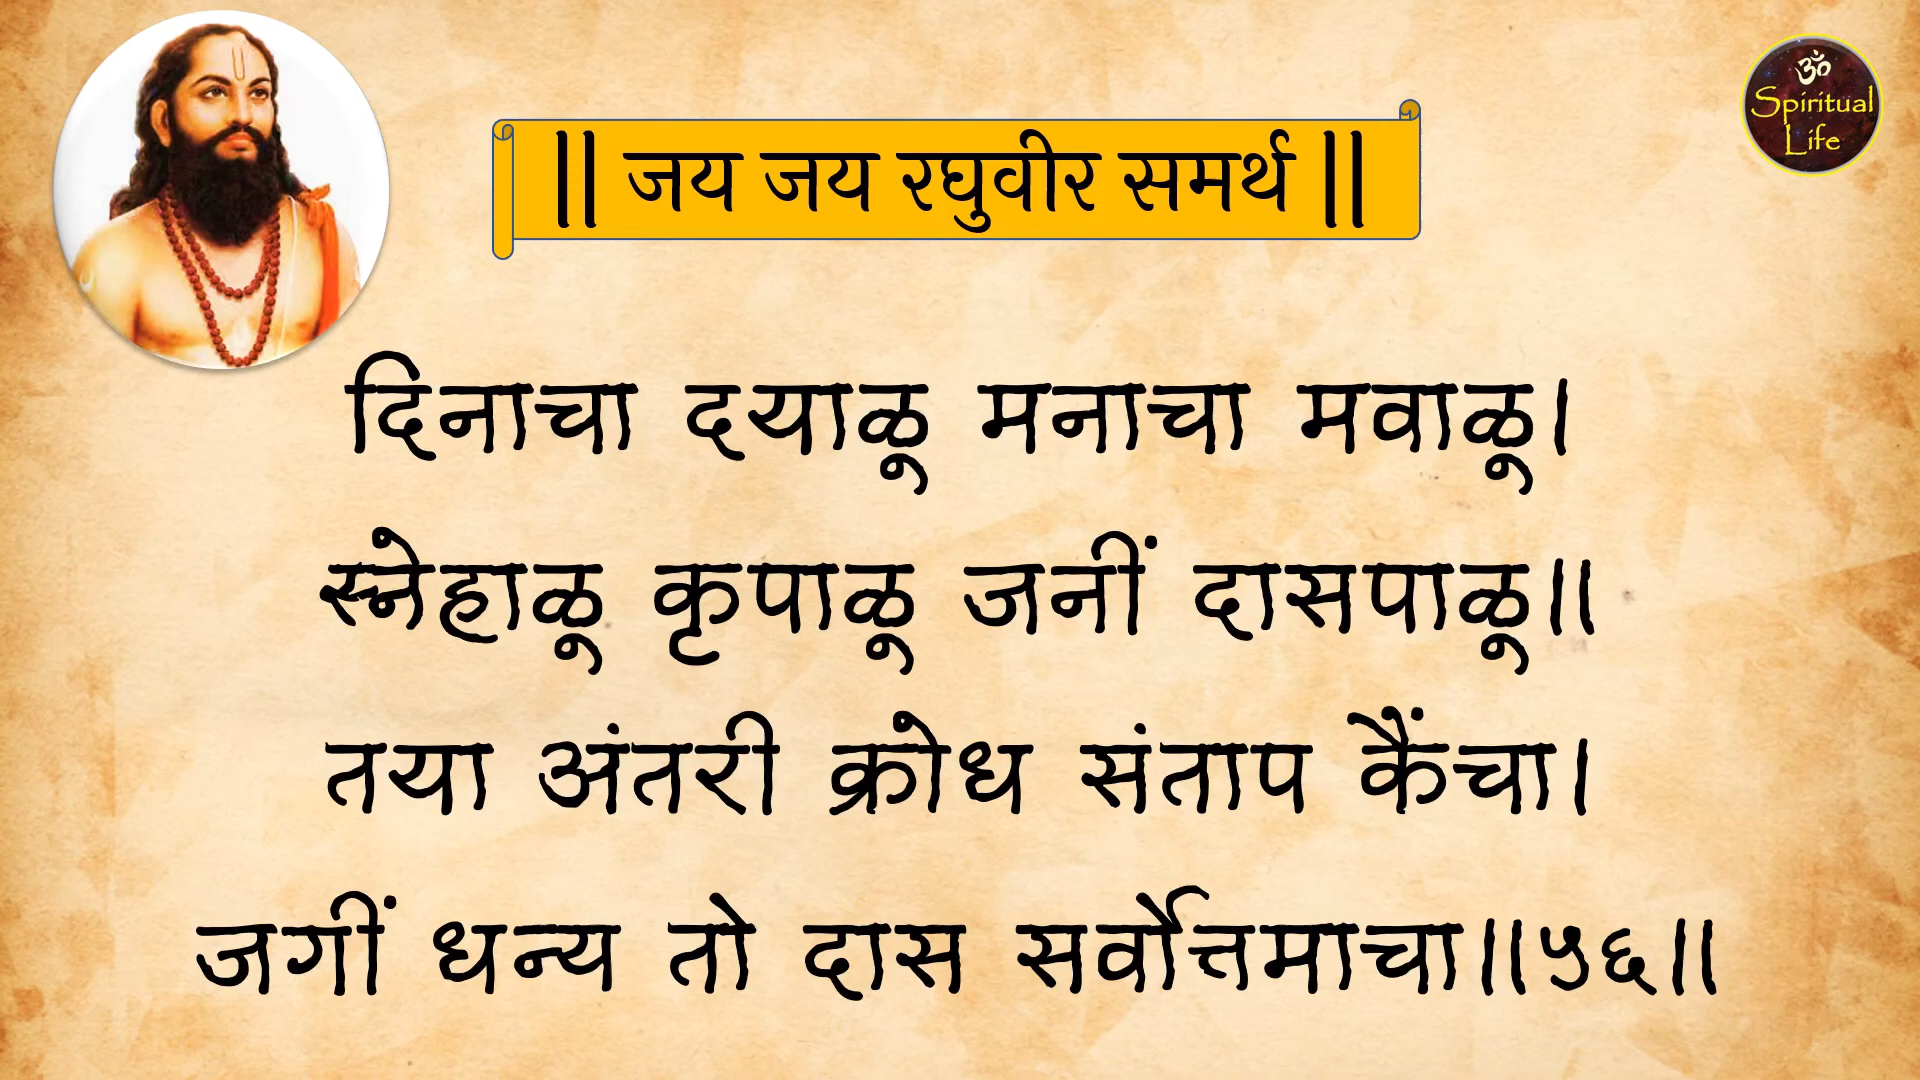 || जय जय रघुवीर समर्थ ||
ॐ
Spiritual
Life
दिनाचा दयाळू मनाचा मवाळू।
स्नेहाळू कृपाळू जनीं दासपाळू॥
तया अंतरी क्रोध संताप कैंचा।
जगीं धन्य तो दास सर्वोत्तमाचा॥५६॥